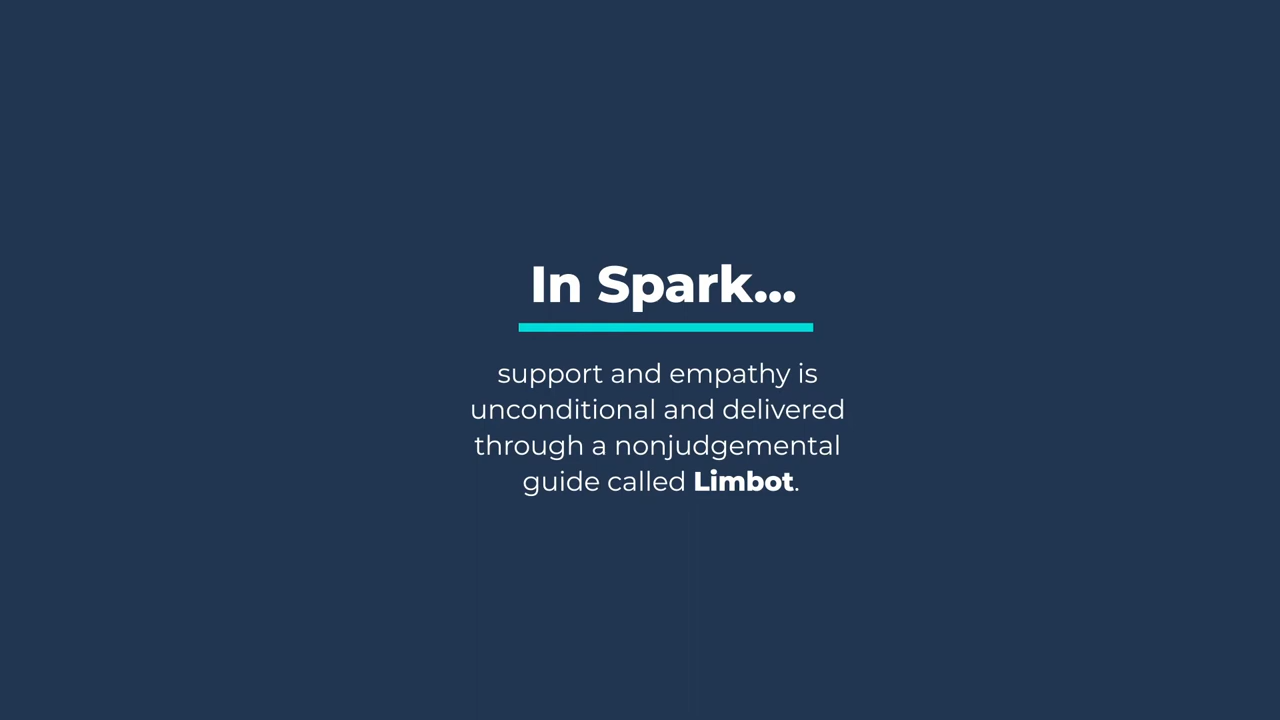 In Spark...
support and empathy is
unconditional and delivered
through a nonjudgemental
guide called Limbot.